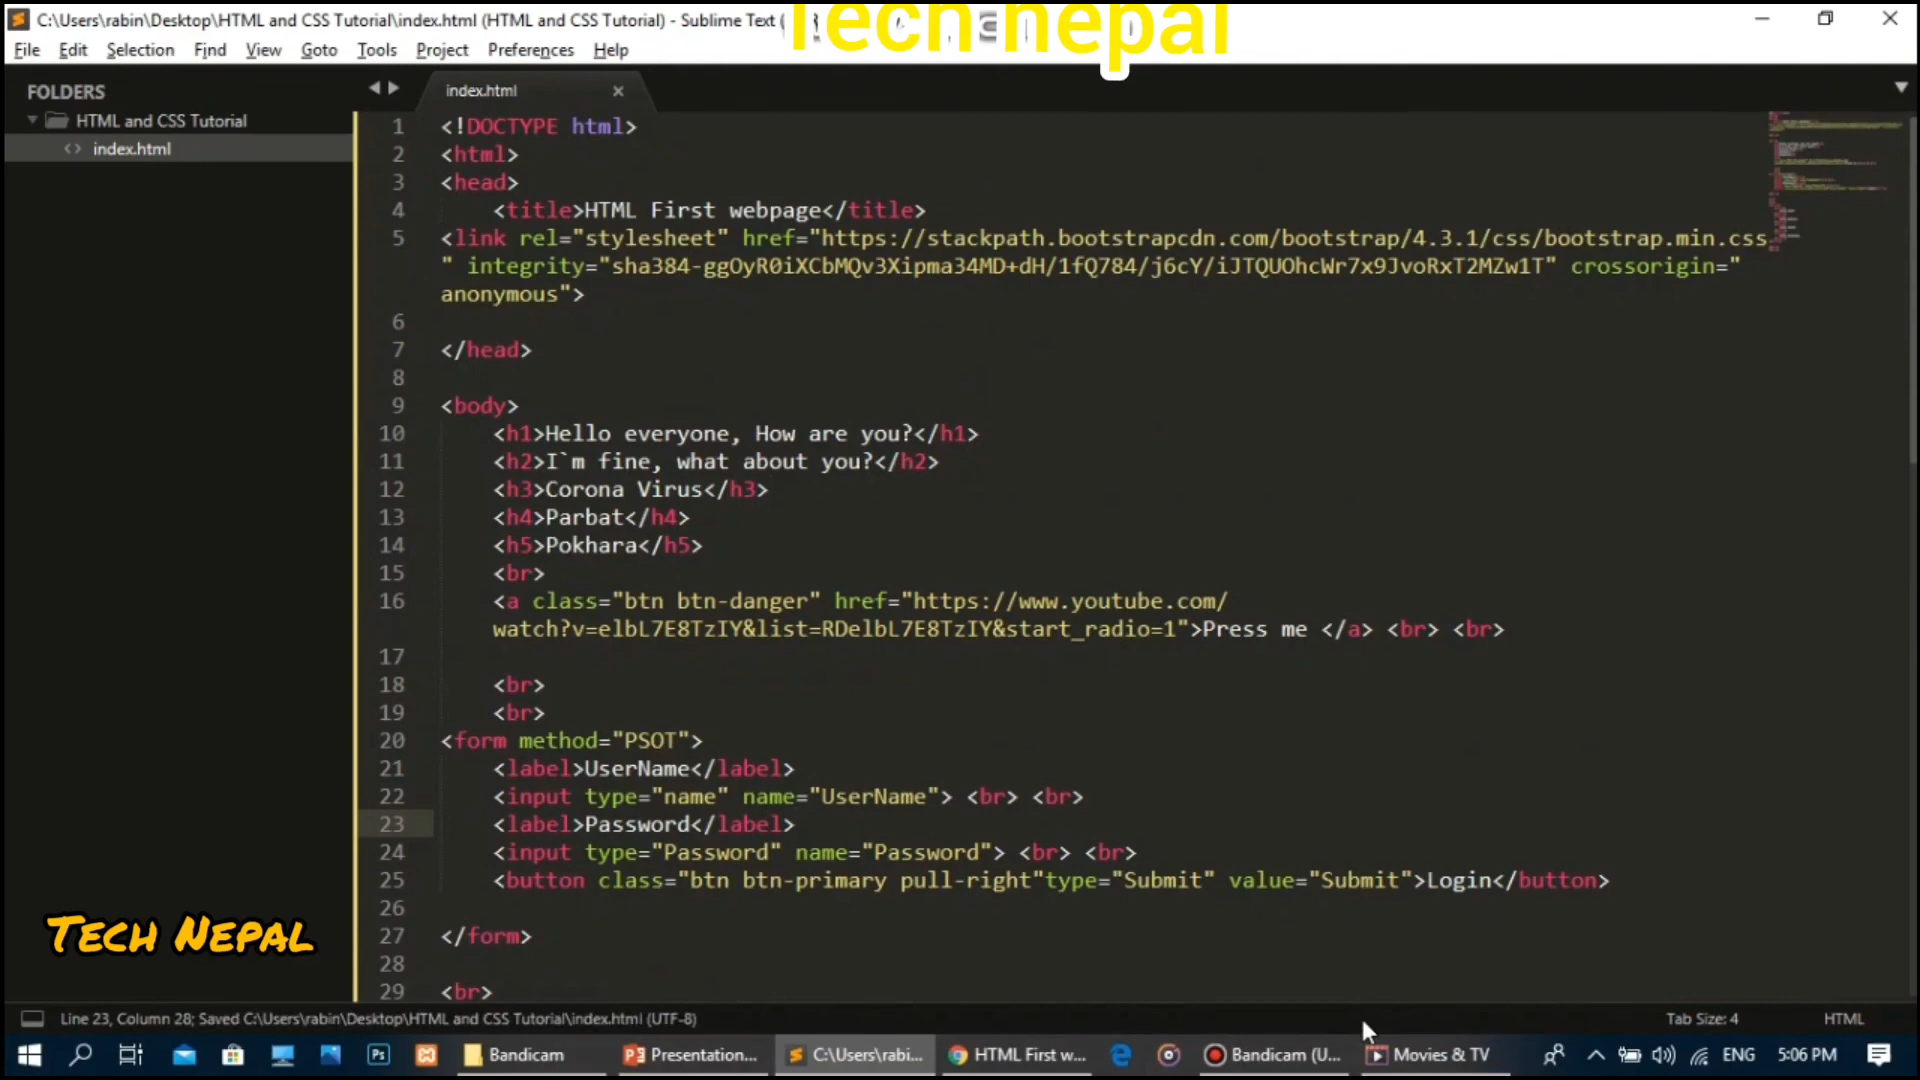 C:\Users\rabin\Desktop\HTML and CSS Tutorial\index.html (HTML and CSS Tutorial) - Sublime Text (
Tech nepal
File Edit Selection Find View Goto Tools Project Preferences Help
FOLDERS
HTML and CSS Tutorial
<> index.html
index.html ×
1 <!DOCTYPE html>
2 <html>
3 <head>
4 <title>HTML First webpage</title>
5 <link rel="stylesheet" href="https://stackpath.bootstrapcdn.com/bootstrap/4.3.1/css/bootstrap.min.css
" integrity="sha384-ggOyR0iXCbMQv3Xipma34MD+dH/1fQ784/j6cY/iJTQUOhcWr7x9JvoRxT2MZw1T" crossorigin="
anonymous">
6
7 </head>
8
9 <body>
10 <h1>Hello everyone, How are you?</h1>
11 <h2>I`m fine, what about you?</h2>
12 <h3>Corona Virus</h3>
13 <h4>Parbat</h4>
14 <h5>Pokhara</h5>
15 <br>
16 <a class="btn btn-danger" href="https://www.youtube.com/
watch?v=elbL7E8TzIY&list=RDelbL7E8TzIY&start_radio=1">Press me </a> <br> <br>
17
18 <br>
19 <br>
20 <form method="PSOT">
21 <label>UserName</label>
22 <input type="name" name="UserName"> <br> <br>
23 <label>Password</label>
24 <input type="Password" name="Password"> <br> <br>
25 <button class="btn btn-primary pull-right"type="Submit" value="Submit">Login</button>
26
27 </form>
28
29 <br>
Tech Nepal
Line 23, Column 28; Saved C:\Users\rabin\Desktop\HTML and CSS Tutorial\index.html (UTF-8) Tab Size: 4 HTML
Ps Bandicam Presentation... C:\Users\rabi... HTML First w... Bandicam (U... Movies & TV ENG 5:06 PM